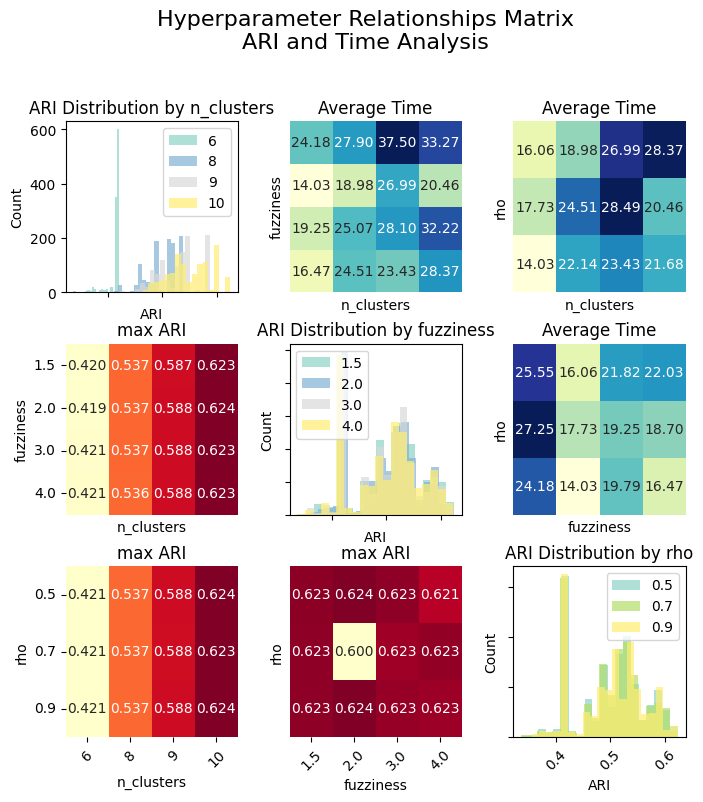 Hyperparameter Relationships Matrix
ARI and Time Analysis
ARI Distribution by n_clusters
600
400
200
0
Count
ARI
6
8
9
10
Average Time
24.18 27.90 37.50 33.27
14.03 18.98 26.99 20.46
19.25 25.07 28.10 32.22
16.47 24.51 23.43 28.37
fuzziness
n_clusters
Average Time
16.06 18.98 26.99 28.37
17.73 24.51 28.49 20.46
14.03 22.14 23.43 21.68
rho
n_clusters
max ARI
1.5 0.420 0.537 0.587 0.623
2.0 0.419 0.537 0.588 0.624
3.0 0.421 0.537 0.588 0.623
4.0 0.421 0.536 0.588 0.623
fuzziness
n_clusters
ARI Distribution by fuzziness
1.5
2.0
3.0
4.0
Count
ARI
Average Time
25.55 16.06 21.82 22.03
27.25 17.73 19.25 18.70
24.18 14.03 19.79 16.47
rho
fuzziness
max ARI
0.5 0.421 0.537 0.588 0.624
0.7 0.421 0.537 0.588 0.623
0.9 0.421 0.537 0.588 0.624
rho
6 8 9 10
n_clusters
max ARI
0.623 0.624 0.623 0.621
0.623 0.600 0.623 0.623
0.623 0.624 0.623 0.623
rho
1.5 2.0 3.0 4.0
fuzziness
ARI Distribution by rho
0.5
0.7
0.9
Count
0.4 0.5 0.6
ARI